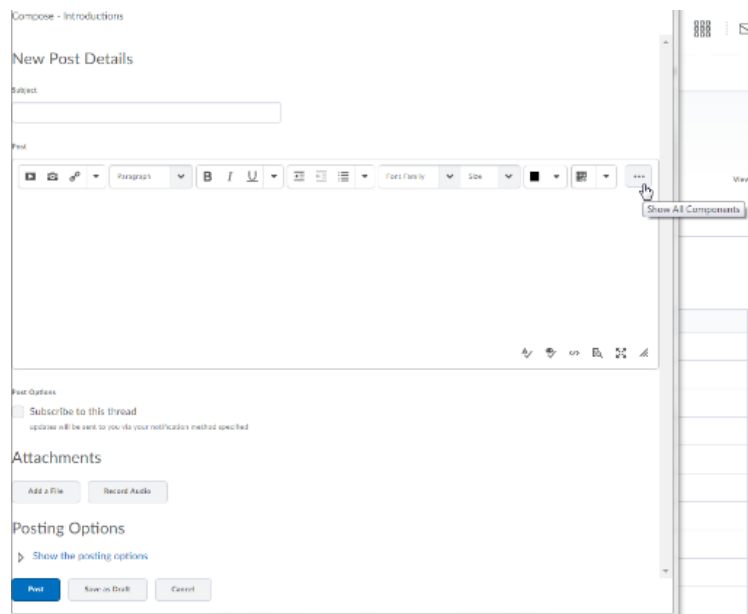 Compose - Introductions
New Post Details
Subject
Post
Paragraph B I U Font Family Size ...
Show All Components
View
Post Options
Subscribe to this thread
updates will be sent to you via your notification method specified
Attachments
Add a File Record Audio
Posting Options
Show the posting options
Post Save as Draft Cancel